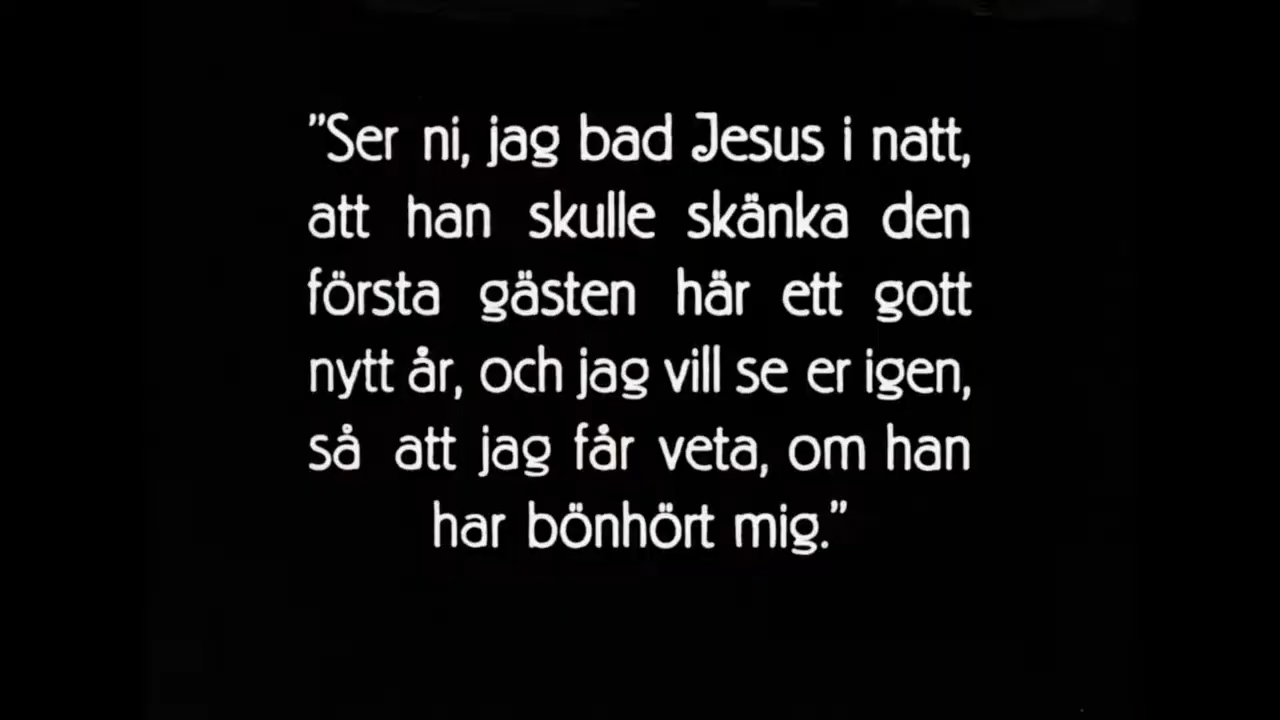 ”Ser ni, jag bad Jesus i natt,
att han skulle skänka den
första gästen här ett gott
nytt år, och jag vill se er igen,
så att jag får veta, om han
har bönhört mig.”